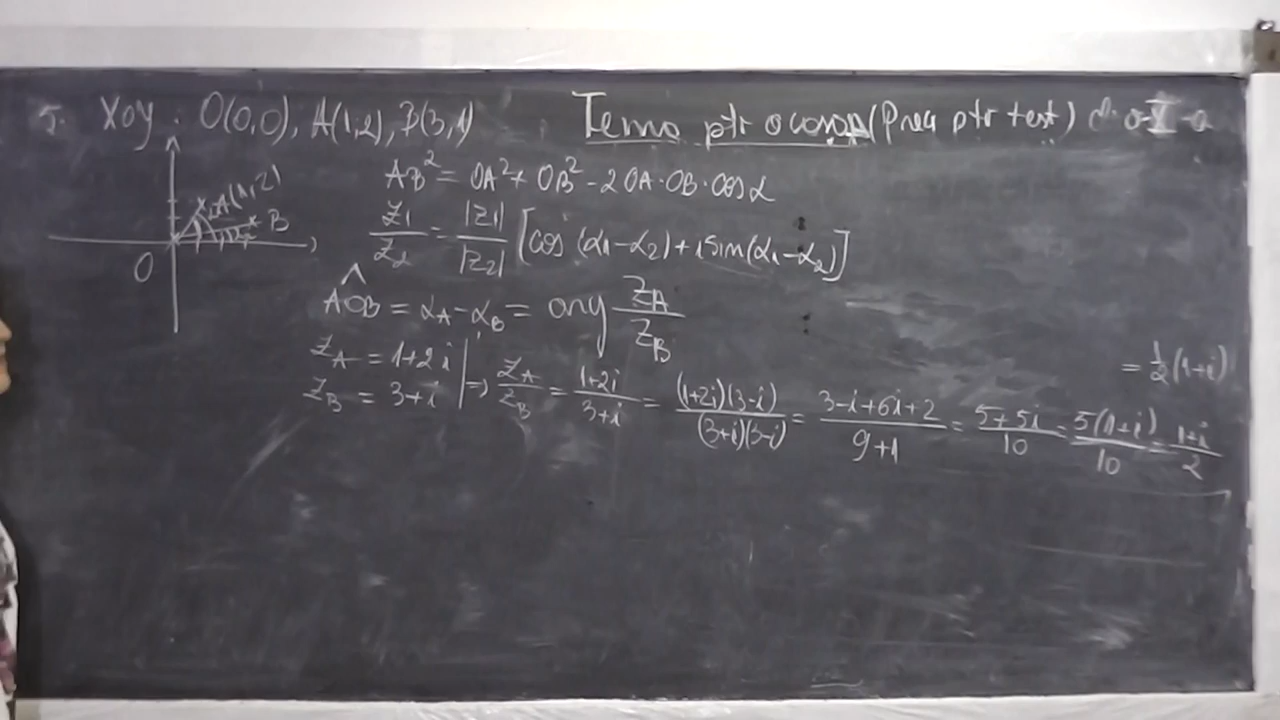 5. XOY. O(0,0), A(1,2), B(3,1)
Tema ptr acasa (Preg ptr test) cl. a-X-a
A(1,2)
B
O
AB² = OA² + OB² - 2OA·OB·cos α
z₁/z₂ = |z₁|/|z₂| [cos (α₁-α₂) + i sin(α₁-α₂)]
AOB = α_A - α_B = arg Z_A/Z_B
Z_A = 1+2i
Z_B = 3+i
⇒ Z_A/Z_B = (1+2i)/(3+i) = (1+2i)(3-i)/(3+i)(3-i) = (3-i+6i+2)/(9+1) = (5+5i)/10 = 5(1+i)/10 = (1+i)/2
= 1/2 (1+i)